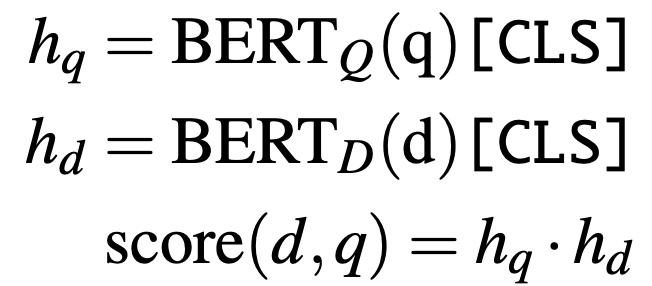 h_q = BERT_Q(q)[CLS]
h_d = BERT_D(d)[CLS]
score(d, q) = h_q · h_d